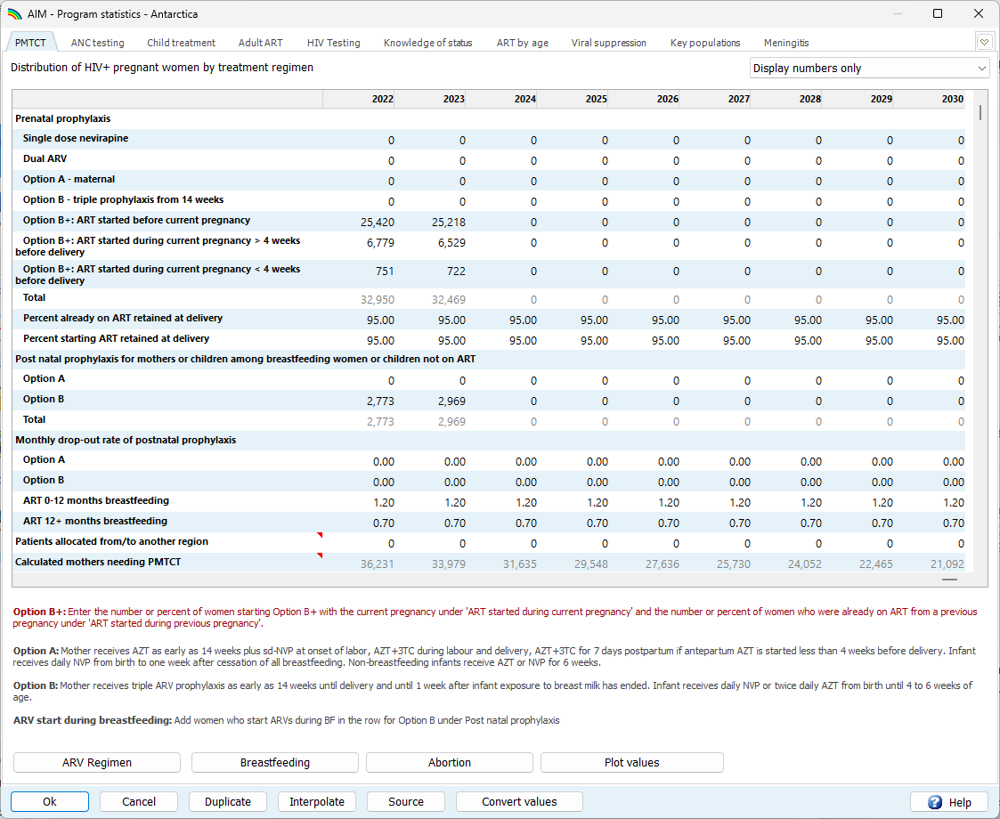 AIM - Program statistics - Antarctica
PMTCT ANC testing Child treatment Adult ART HIV Testing Knowledge of status ART by age Viral suppression Key populations Meningitis
Distribution of HIV+ pregnant women by treatment regimen Display numbers only
2022 2023 2024 2025 2026 2027 2028 2029 2030
Prenatal prophylaxis
Single dose nevirapine 0 0 0 0 0 0 0 0 0
Dual ARV 0 0 0 0 0 0 0 0 0
Option A - maternal 0 0 0 0 0 0 0 0 0
Option B - triple prophylaxis from 14 weeks 0 0 0 0 0 0 0 0 0
Option B+: ART started before current pregnancy 25,420 25,218 0 0 0 0 0 0 0
Option B+: ART started during current pregnancy > 4 weeks
before delivery 6,779 6,529 0 0 0 0 0 0 0
Option B+: ART started during current pregnancy < 4 weeks
before delivery 751 722 0 0 0 0 0 0 0
Total 32,950 32,469 0 0 0 0 0 0 0
Percent already on ART retained at delivery 95.00 95.00 95.00 95.00 95.00 95.00 95.00 95.00 95.00
Percent starting ART retained at delivery 95.00 95.00 95.00 95.00 95.00 95.00 95.00 95.00 95.00
Post natal prophylaxis for mothers or children among breastfeeding women or children not on ART
Option A 0 0 0 0 0 0 0 0 0
Option B 2,773 2,969 0 0 0 0 0 0 0
Total 2,773 2,969 0 0 0 0 0 0 0
Monthly drop-out rate of postnatal prophylaxis
Option A 0.00 0.00 0.00 0.00 0.00 0.00 0.00 0.00 0.00
Option B 0.00 0.00 0.00 0.00 0.00 0.00 0.00 0.00 0.00
ART 0-12 months breastfeeding 1.20 1.20 1.20 1.20 1.20 1.20 1.20 1.20 1.20
ART 12+ months breastfeeding 0.70 0.70 0.70 0.70 0.70 0.70 0.70 0.70 0.70
Patients allocated from/to another region 0 0 0 0 0 0 0 0 0
Calculated mothers needing PMTCT 36,231 33,979 31,635 29,548 27,636 25,730 24,052 22,465 21,092
Option B+: Enter the number or percent of women starting Option B+ with the current pregnancy under 'ART started during current pregnancy' and the number or percent of women who were already on ART from a previous
pregnancy under 'ART started during previous pregnancy'.
Option A: Mother receives AZT as early as 14 weeks plus sd-NVP at onset of labor, AZT+3TC during labour and delivery, AZT+3TC for 7 days postpartum if antepartum AZT is started less than 4 weeks before delivery. Infant
receives daily NVP from birth to one week after cessation of all breastfeeding. Non-breastfeeding infants receive AZT or NVP for 6 weeks.
Option B: Mother receives triple ARV prophylaxis as early as 14 weeks until delivery and until 1 week after infant exposure to breast milk has ended. Infant receives daily NVP or twice daily AZT from birth until 4 to 6 weeks of
age.
ARV start during breastfeeding: Add women who start ARVs during BF in the row for Option B under Post natal prophylaxis
ARV Regimen Breastfeeding Abortion Plot values
Ok Cancel Duplicate Interpolate Source Convert values Help